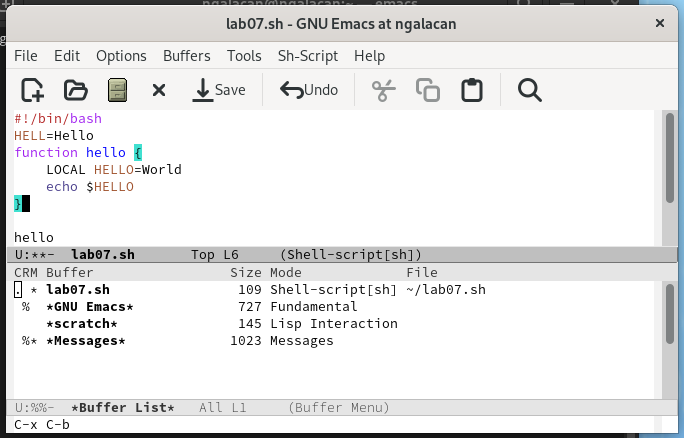 ngalacan@ngalacan:~ — emacs
lab07.sh - GNU Emacs at ngalacan
File Edit Options Buffers Tools Sh-Script Help
Save Undo
#!/bin/bash
HELL=Hello
function hello {
    LOCAL HELLO=World
    echo $HELLO
}
hello
U:**-  lab07.sh       Top L6     (Shell-script[sh])
CRM Buffer                 Size Mode             File
. * lab07.sh                109 Shell-script[sh] ~/lab07.sh
 %  *GNU Emacs*             727 Fundamental
    *scratch*               145 Lisp Interaction
 %* *Messages*             1023 Messages
U:%%-  *Buffer List*   All L1     (Buffer Menu)
C-x C-b